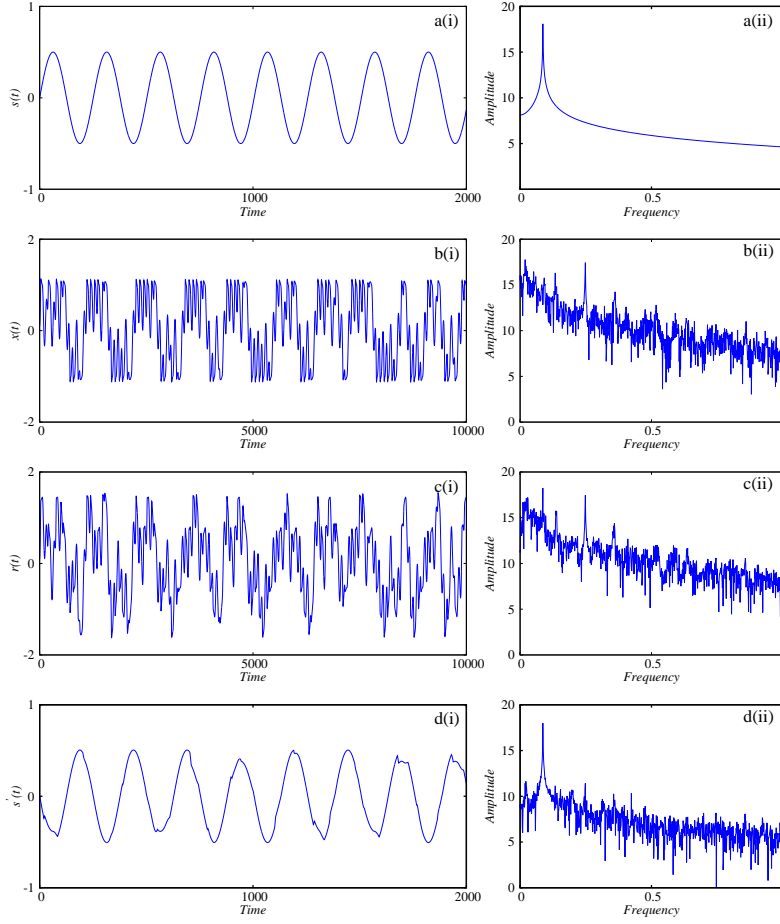 a(i)
1
0
-1
s(t)
0
1000
2000
Time
a(ii)
20
15
10
5
Amplitude
0
0.5
Frequency
b(i)
2
0
-2
x(t)
0
5000
10000
Time
b(ii)
20
15
10
5
0
Amplitude
0
0.5
Frequency
c(i)
2
0
-2
r(t)
0
5000
10000
Time
c(ii)
20
15
10
5
0
Amplitude
0
0.5
Frequency
d(i)
1
0
-1
s'(t)
0
1000
2000
Time
d(ii)
20
15
10
5
0
Amplitude
0
0.5
Frequency